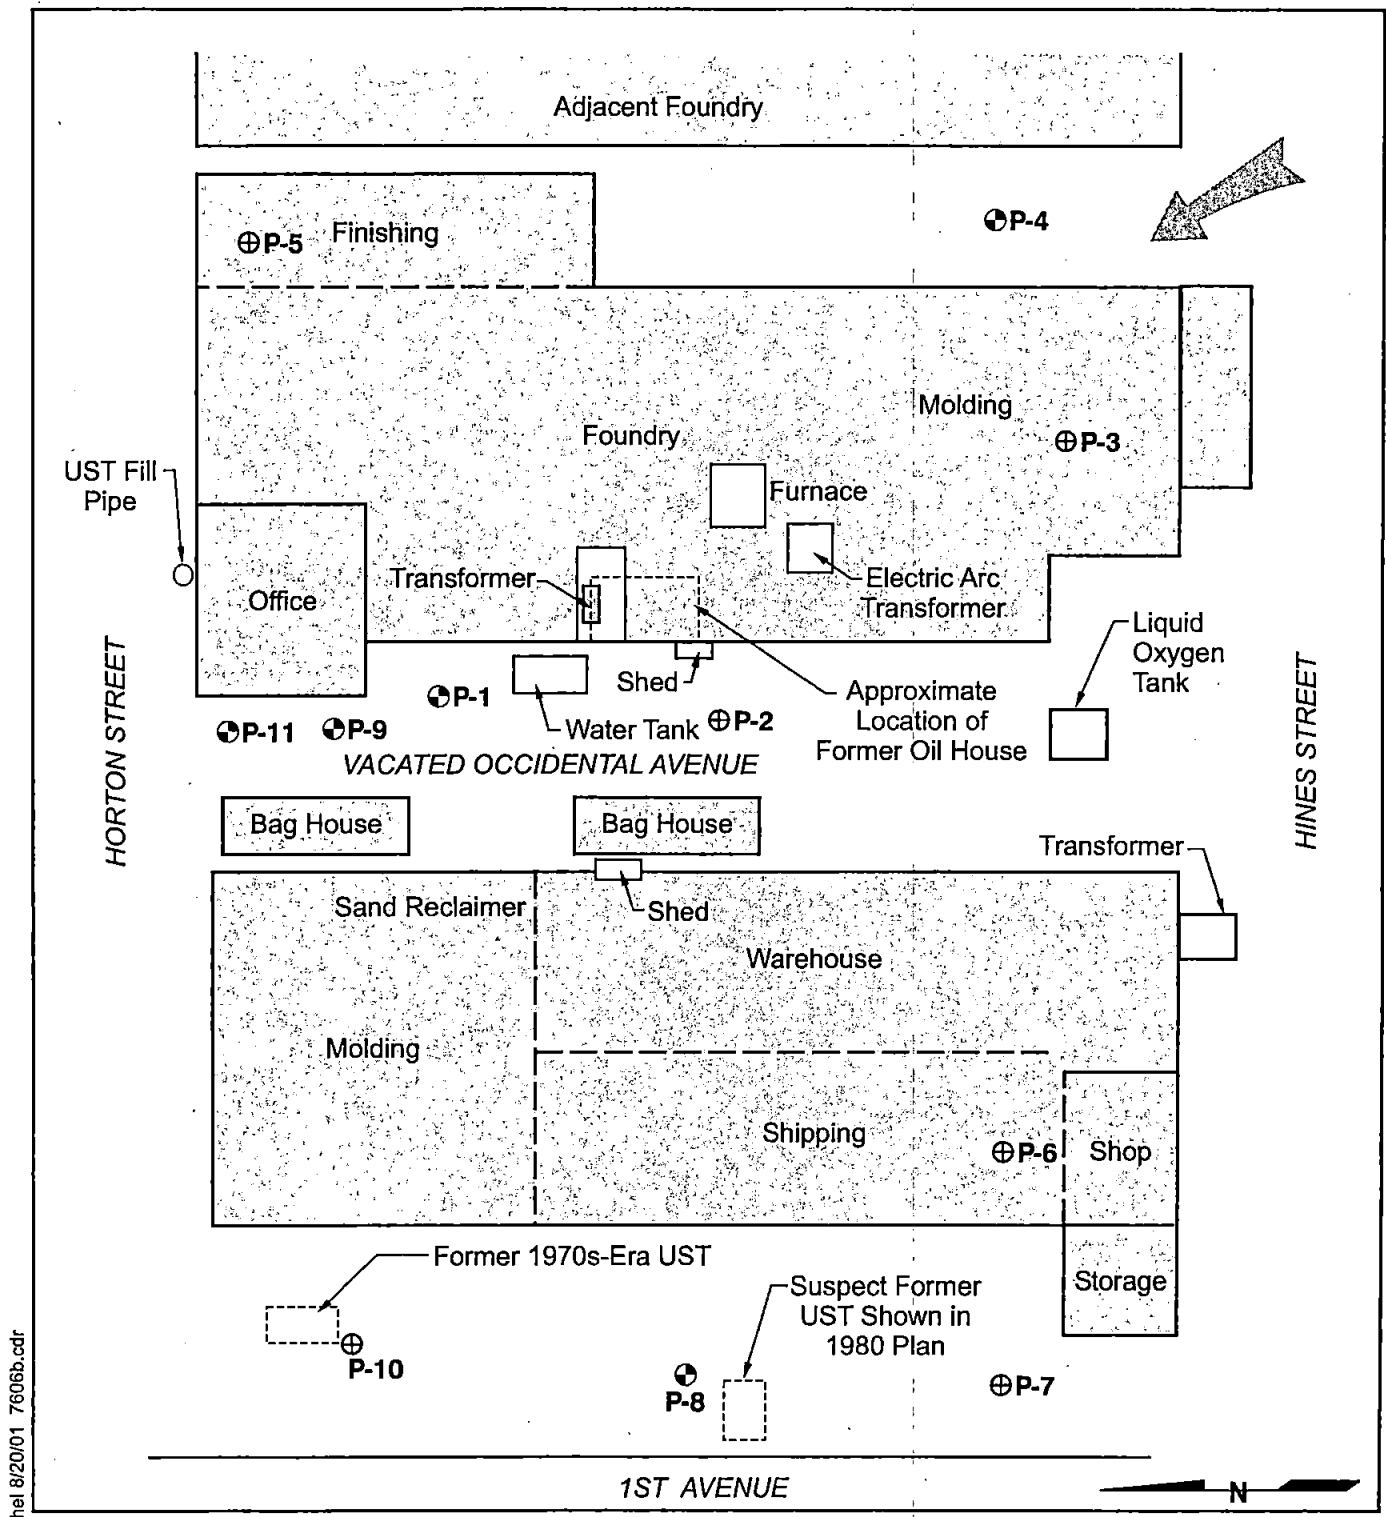 Adjacent Foundry
P-4
Finishing
P-5
Molding
P-3
Foundry
UST Fill
Pipe
Furnace
Transformer
Electric Arc
Transformer
Office
Liquid
Oxygen
Tank
Shed
Approximate
Location of
Former Oil House
P-1
Water Tank
P-2
P-11
P-9
VACATED OCCIDENTAL AVENUE
HORTON STREET
HINES STREET
Bag House
Bag House
Transformer
Sand Reclaimer
Shed
Warehouse
Molding
Shipping
P-6
Shop
Former 1970s-Era UST
Storage
Suspect Former
UST Shown in
1980 Plan
P-10
P-8
P-7
1ST AVENUE
N
hel 8/20/01 7606b.cdr